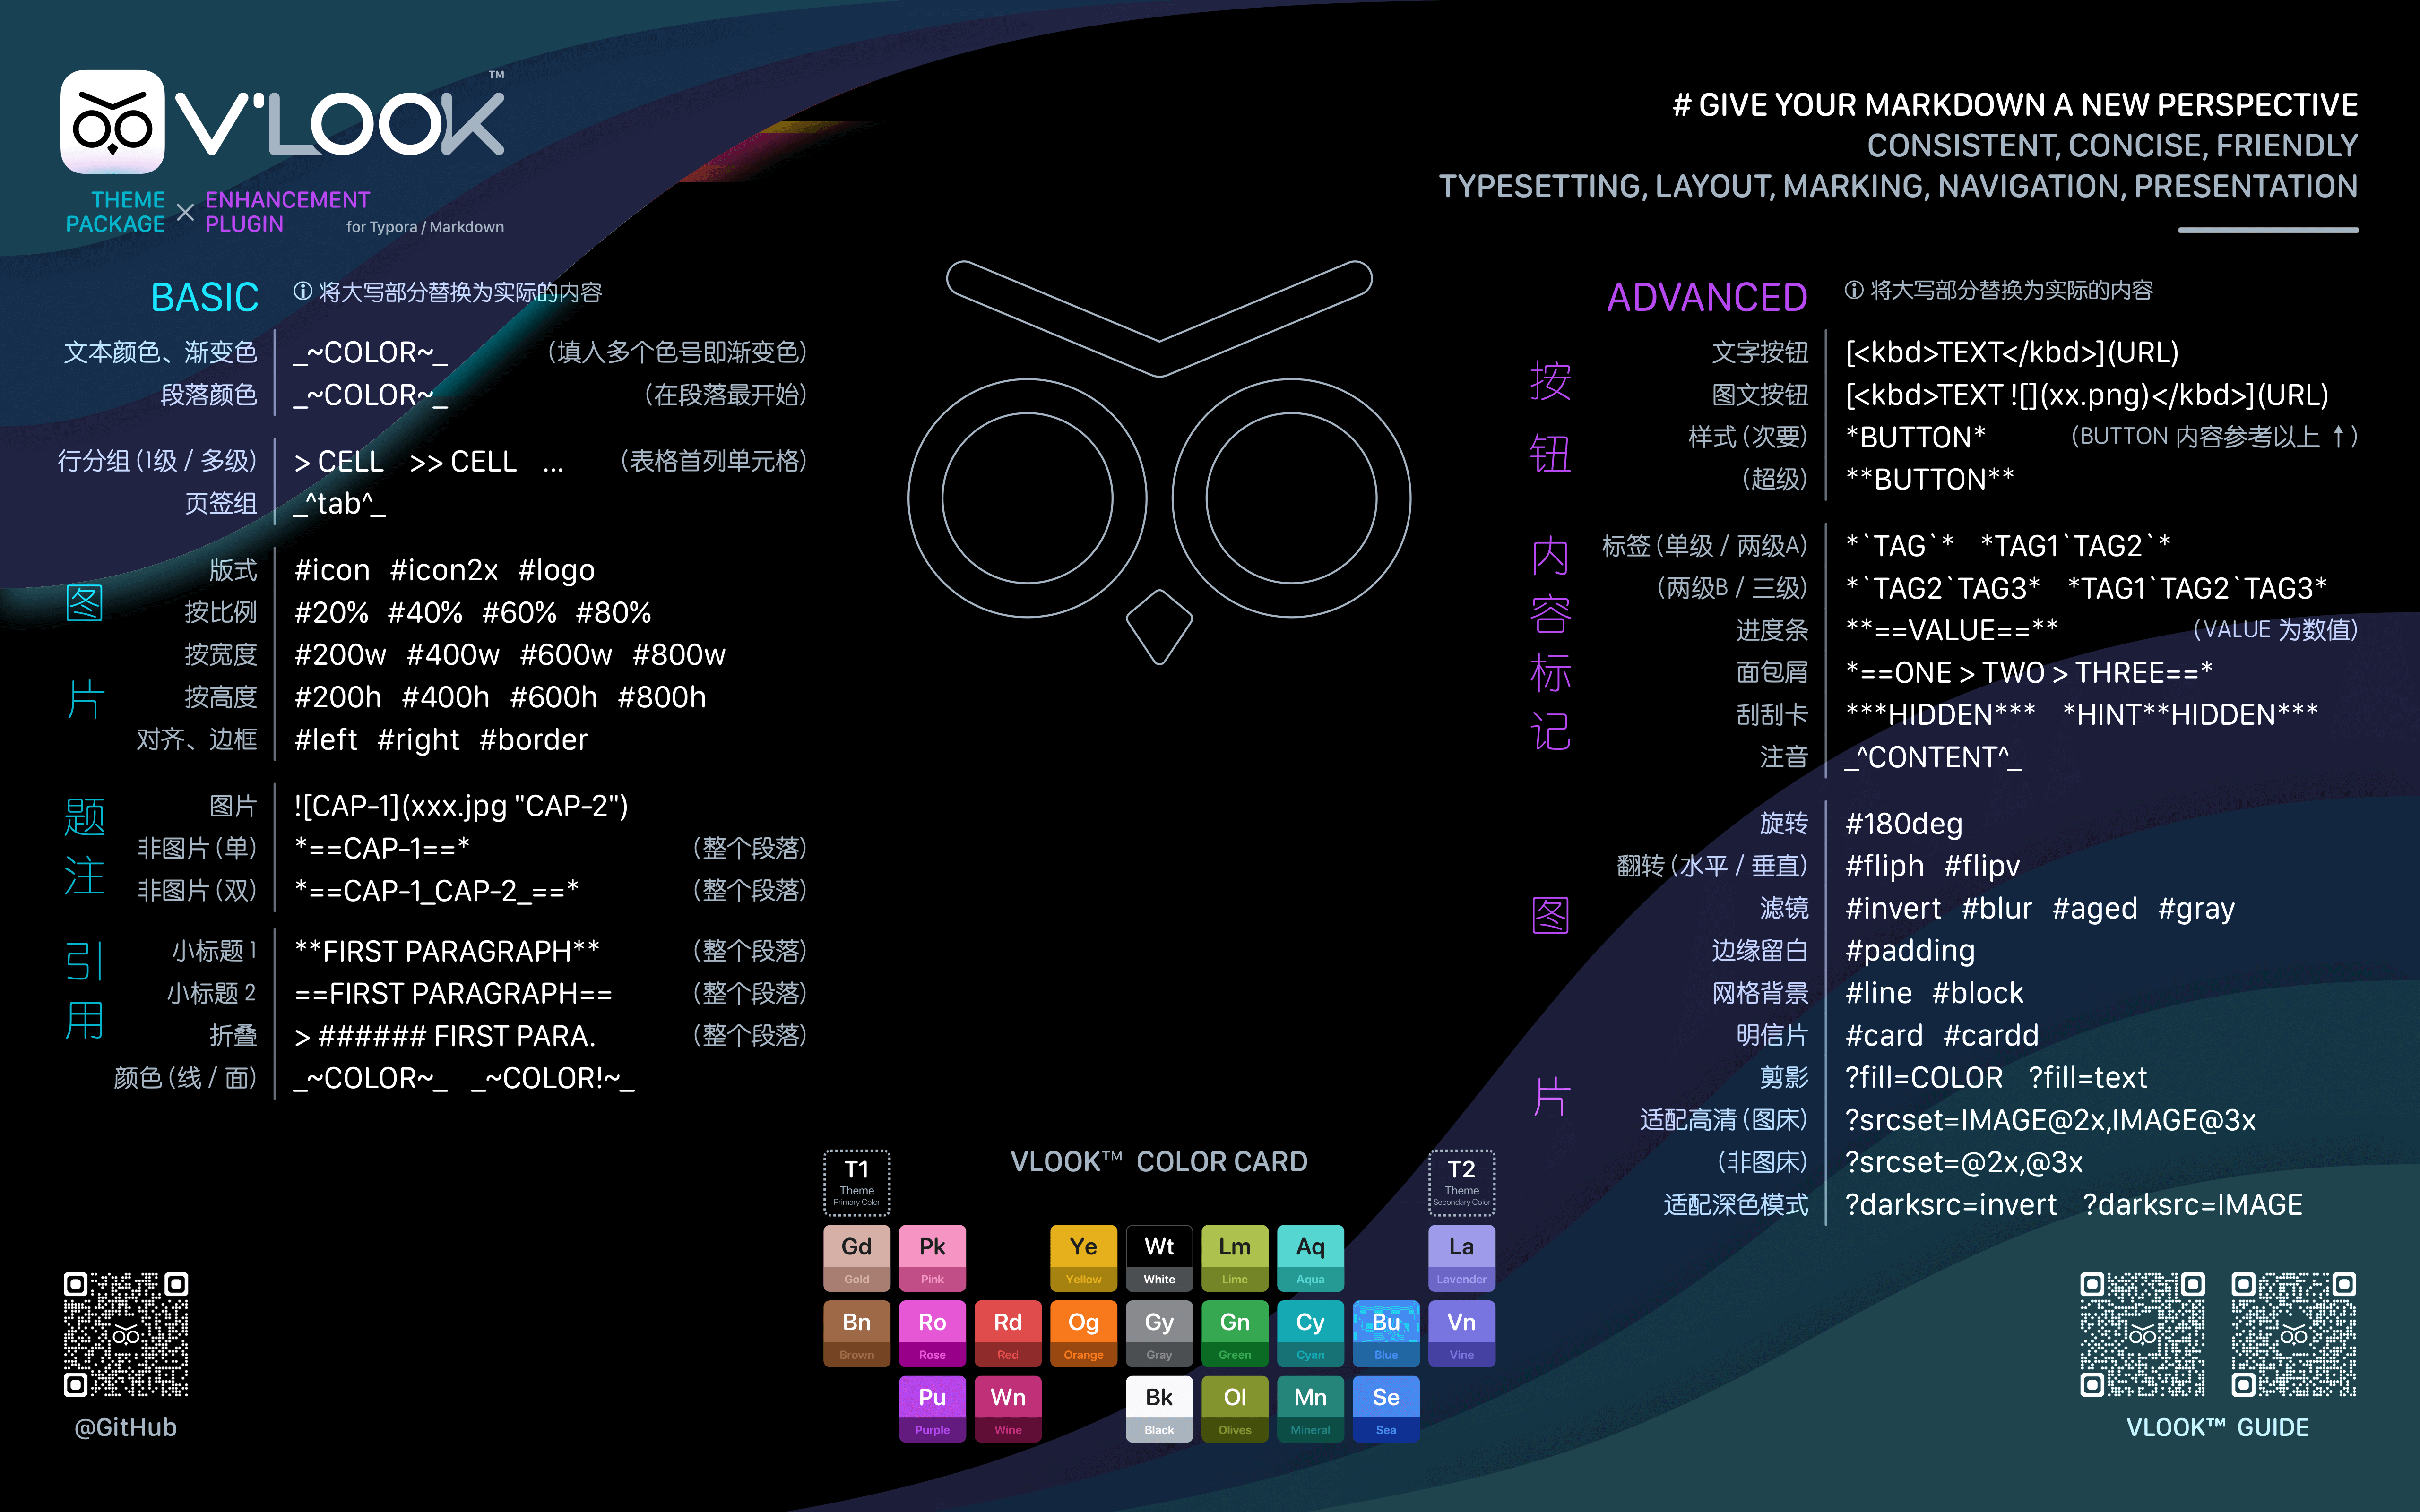 V'LOOK™
THEME PACKAGE × ENHANCEMENT PLUGIN
for Typora / Markdown
# GIVE YOUR MARKDOWN A NEW PERSPECTIVE
CONSISTENT, CONCISE, FRIENDLY
TYPESETTING, LAYOUT, MARKING, NAVIGATION, PRESENTATION
BASIC ⓘ 将大写部分替换为实际的内容
文本颜色、渐变色 _~COLOR~_ （填入多个色号即渐变色）
段落颜色 _~COLOR~_ （在段落最开始）
行分组（1级 / 多级） > CELL >> CELL ... （表格首列单元格）
页签组 _^tab^_
图片
版式 #icon #icon2x #logo
按比例 #20% #40% #60% #80%
按宽度 #200w #400w #600w #800w
按高度 #200h #400h #600h #800h
对齐、边框 #left #right #border
题注
图片 ![CAP-1](xxx.jpg "CAP-2")
非图片（单） *==CAP-1==* （整个段落）
非图片（双） *==CAP-1_CAP-2_==* （整个段落）
引用
小标题 1 **FIRST PARAGRAPH** （整个段落）
小标题 2 ==FIRST PARAGRAPH== （整个段落）
折叠 > ###### FIRST PARA. （整个段落）
颜色（线 / 面） _~COLOR~_ _~COLOR!~_
ADVANCED ⓘ 将大写部分替换为实际的内容
按钮
文字按钮 [<kbd>TEXT</kbd>](URL)
图文按钮 [<kbd>TEXT ![](xx.png)</kbd>](URL)
样式（次要） *BUTTON* （BUTTON 内容参考以上 ↑）
（超级） **BUTTON**
内容标记
标签（单级 / 两级A） *`TAG`* *TAG1`TAG2`*
（两级B / 三级） *`TAG2`TAG3* *TAG1`TAG2`TAG3*
进度条 **==VALUE==** （VALUE 为数值）
面包屑 *==ONE > TWO > THREE==*
刮刮卡 ***HIDDEN*** *HINT**HIDDEN***
注音 _^CONTENT^_
图片
旋转 #180deg
翻转（水平 / 垂直） #fliph #flipv
滤镜 #invert #blur #aged #gray
边缘留白 #padding
网格背景 #line #block
明信片 #card #cardd
剪影 ?fill=COLOR ?fill=text
适配高清（图床） ?srcset=IMAGE@2x,IMAGE@3x
（非图床） ?srcset=@2x,@3x
适配深色模式 ?darksrc=invert ?darksrc=IMAGE
VLOOK™ COLOR CARD
T1 Theme Primary Color
T2 Theme Secondary Color
Gd Pk Ye Wt Lm Aq La
Gold Pink Yellow White Lime Aqua Lavender
Bn Ro Rd Og Gy Gn Cy Bu Vn
Brown Rose Red Orange Gray Green Cyan Blue Vine
Pu Wn Bk Ol Mn Se
Purple Wine Black Olives Mineral Sea
@GitHub
VLOOK™ GUIDE